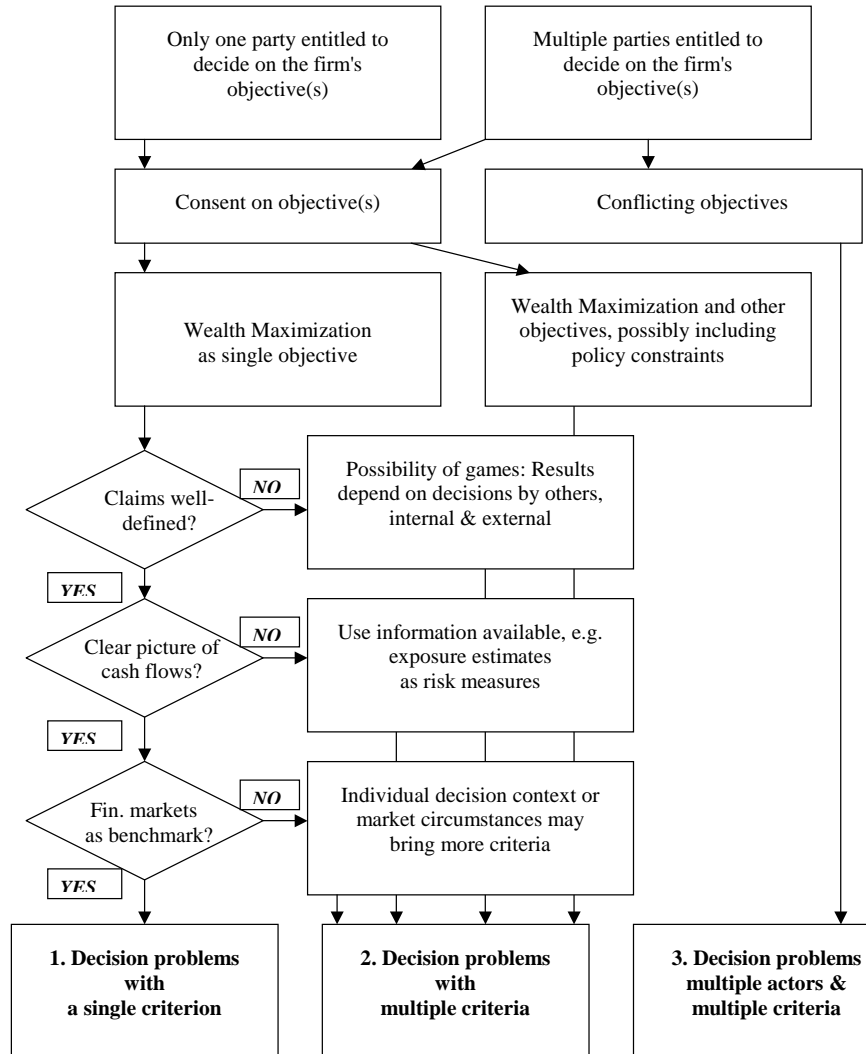 Only one party entitled to
decide on the firm's
objective(s)
Multiple parties entitled to
decide on the firm's
objective(s)
Consent on objective(s)
Conflicting objectives
Wealth Maximization
as single objective
Wealth Maximization and other
objectives, possibly including
policy constraints
Claims well-
defined?
NO
Possibility of games: Results
depend on decisions by others,
internal & external
YES
Clear picture of
cash flows?
NO
Use information available, e.g.
exposure estimates
as risk measures
YES
Fin. markets
as benchmark?
NO
Individual decision context or
market circumstances may
bring more criteria
YES
1. Decision problems
with
a single criterion
2. Decision problems
with
multiple criteria
3. Decision problems
multiple actors &
multiple criteria